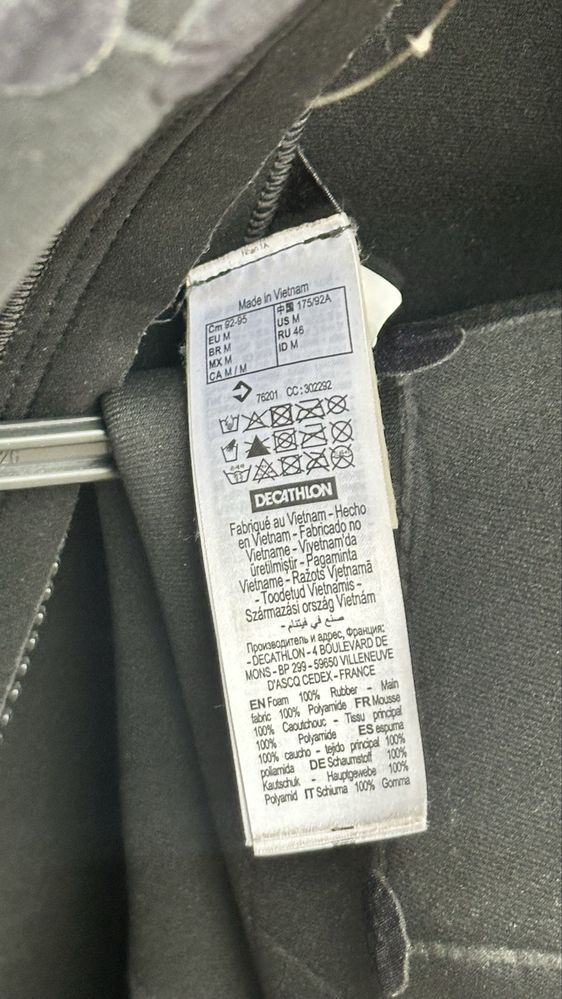 Made in Vietnam
Cm 92-95
EU M
BR M
MX M
CA M / M
中国 175/92A
US M
RU 46
ID M
76201 CC: 302292
DECATHLON
Fabriqué au Vietnam - Hecho
en Vietnam - Fabricado no
Vietname - Viyetnam'da
üretilmiştir - Pagaminta
Vietname - Ražots Vjetnamā
- Toodetud Vietnamis -
Származási ország Vietnám
صنع في فيتنام -
Производитель и адрес, Франция:
- DECATHLON - 4 BOULEVARD DE
MONS - BP 299 - 59650 VILLENEUVE
D'ASCQ CEDEX - FRANCE
EN Foam 100% Rubber - Main
fabric 100% Polyamide FR Mousse
100% Caoutchouc - Tissu principal
100% Polyamide ES espuma
100% caucho - tejido principal 100%
poliamida DE Schaumstoff 100%
Kautschuk - Hauptgewebe 100%
Polyamid IT Schiuma 100% Gomma